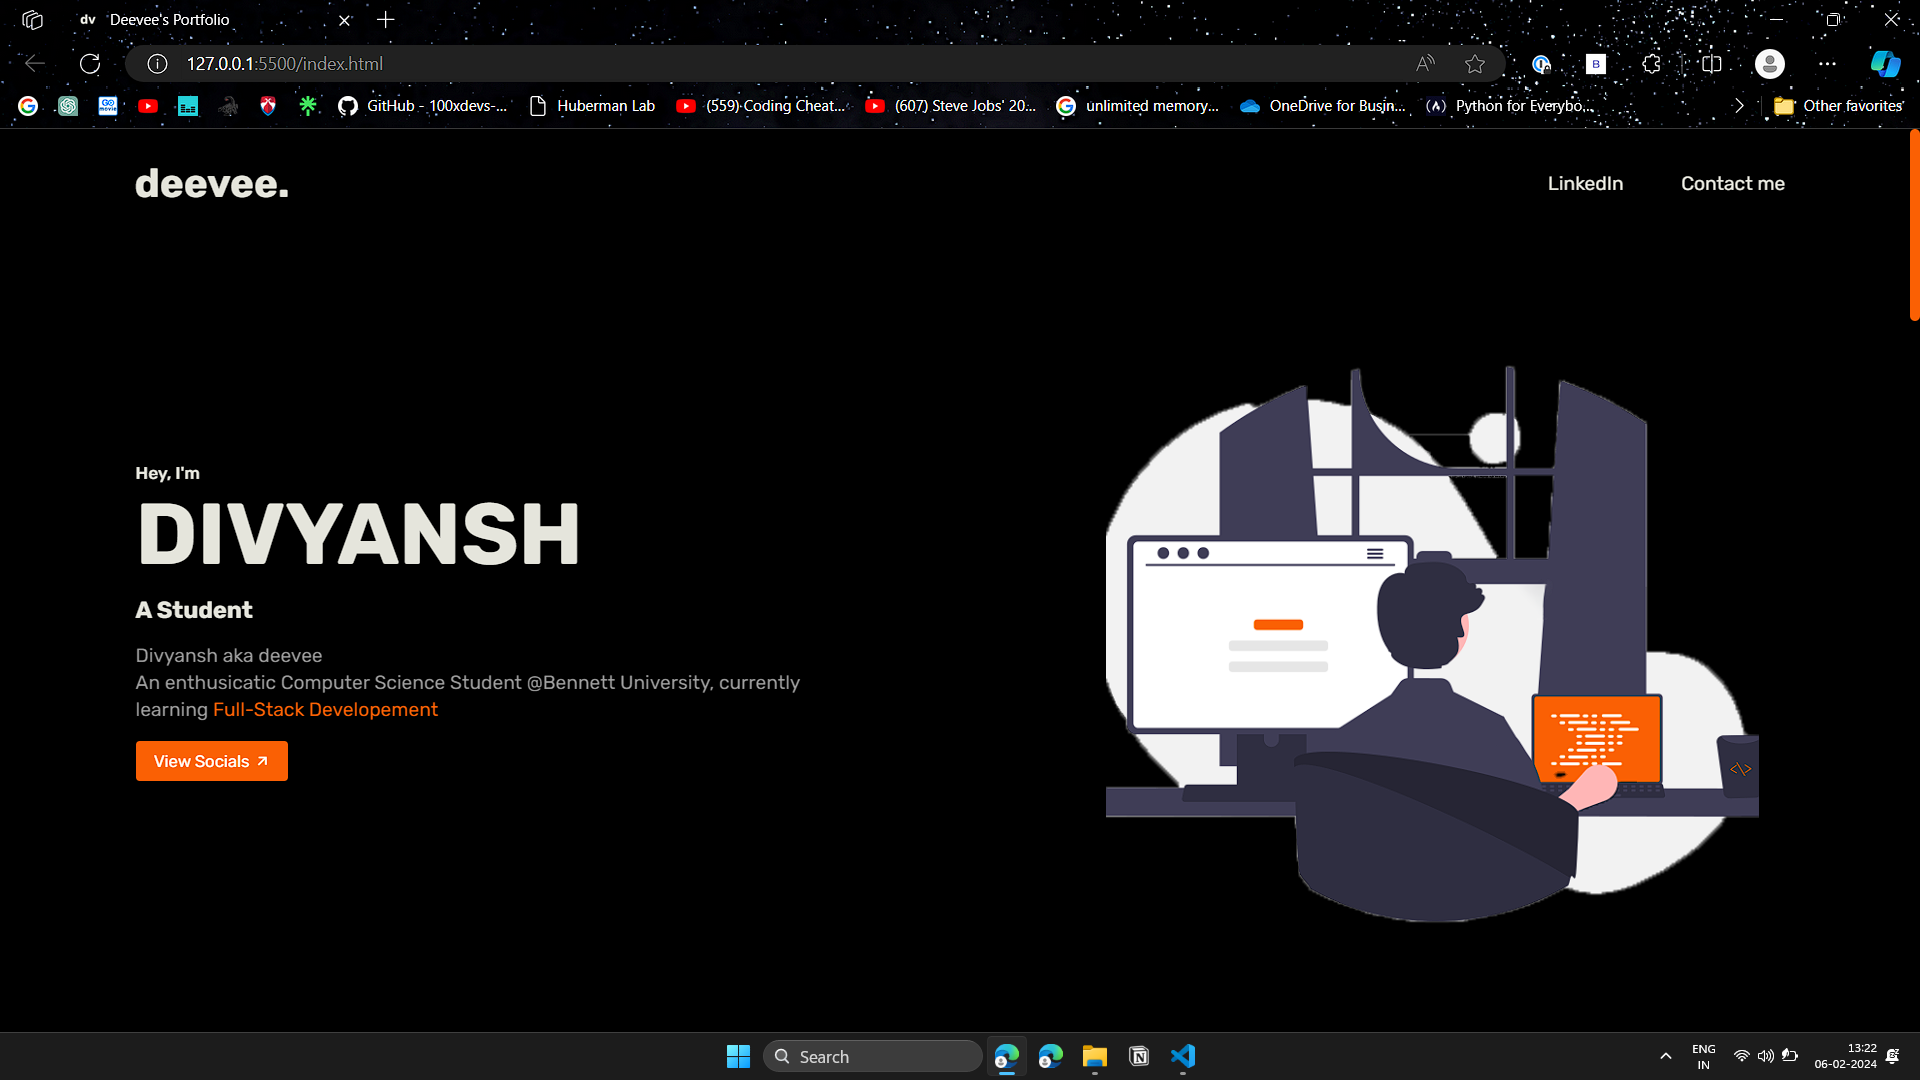 dv Deevee's Portfolio
127.0.0.1:5500/index.html
GitHub - 100xdevs-... Huberman Lab (559) Coding Cheat... (607) Steve Jobs' 20... unlimited memory... OneDrive for Busin... Python for Everybo... Other favorites
deevee. LinkedIn Contact me
Hey, I'm
DIVYANSH
A Student
Divyansh aka deevee
An enthusicatic Computer Science Student @Bennett University, currently
learning Full-Stack Developement
View Socials
</>
Search
ENG
IN
13:22
06-02-2024